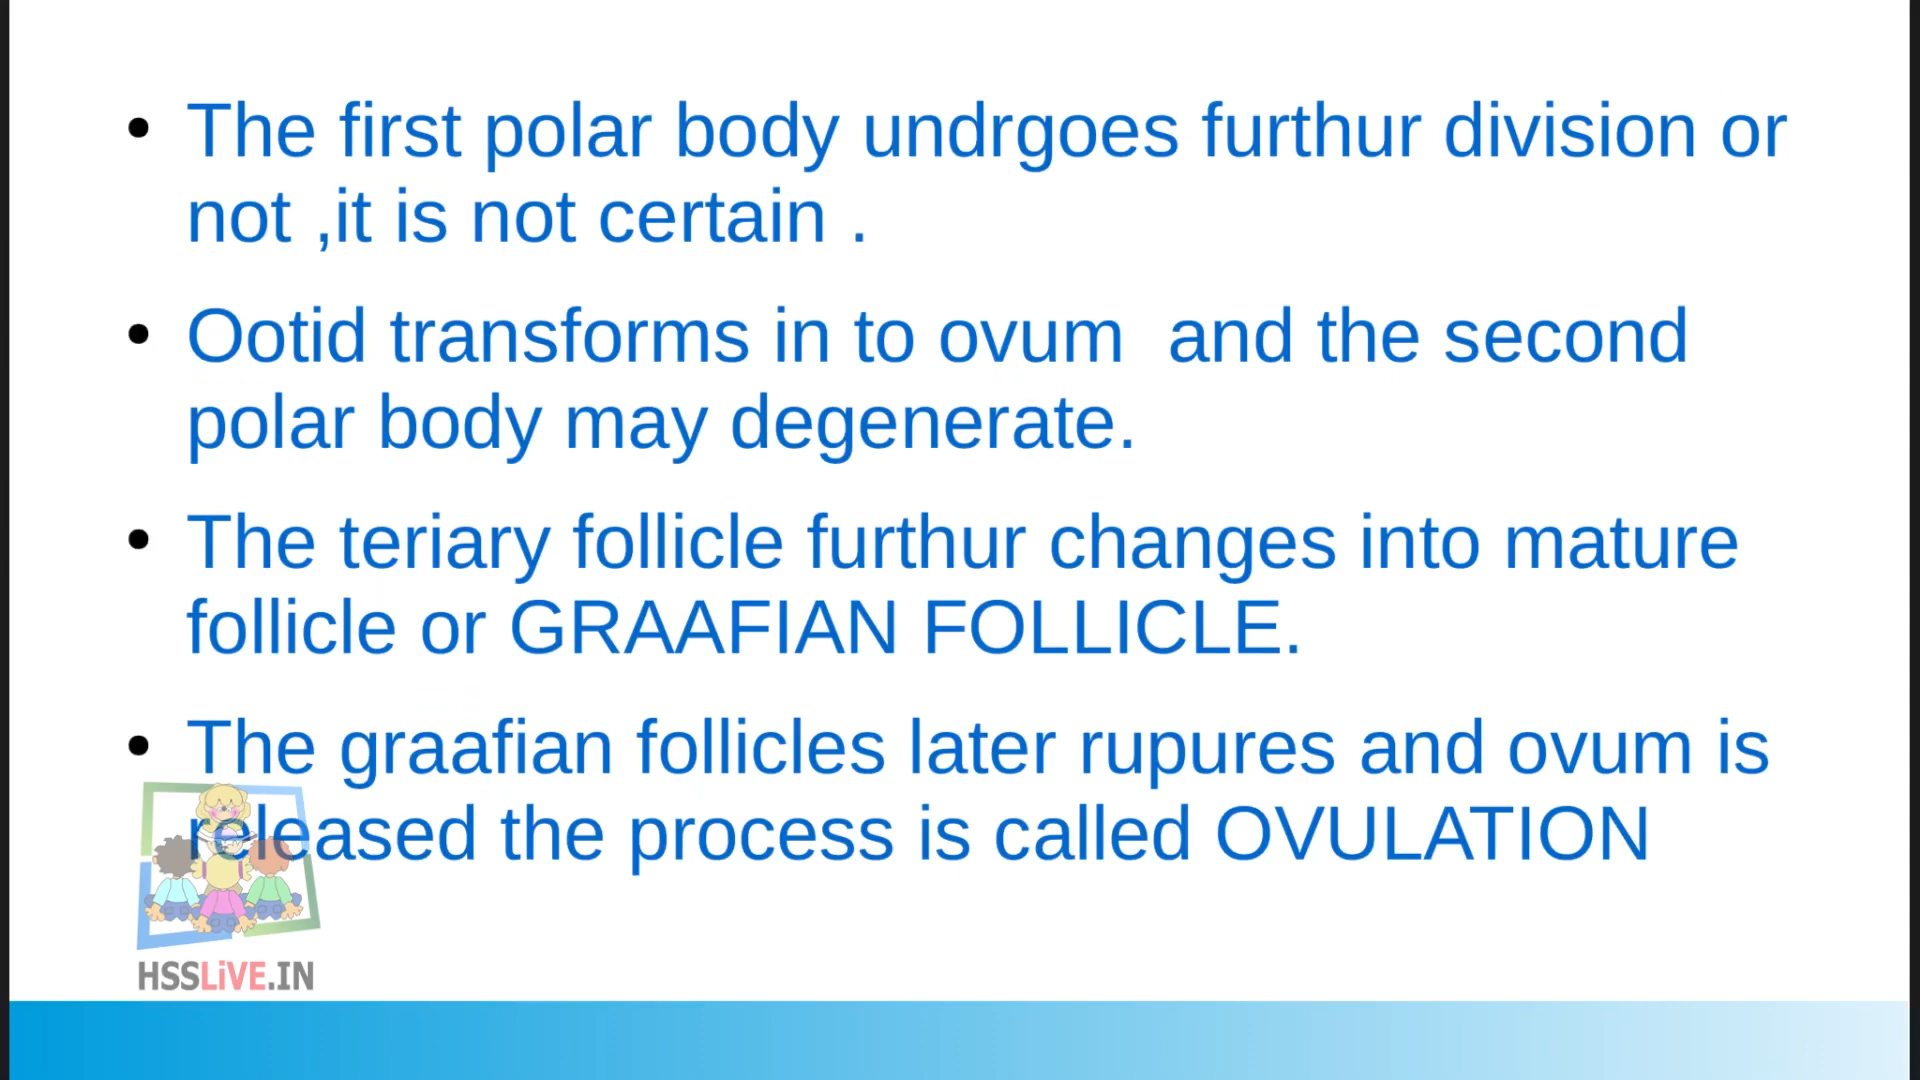 • The first polar body undrgoes furthur division or
not ,it is not certain .
• Ootid transforms in to ovum  and the second
polar body may degenerate.
• The teriary follicle furthur changes into mature
follicle or GRAAFIAN FOLLICLE.
• The graafian follicles later rupures and ovum is
released the process is called OVULATION
HSSLiVE.IN